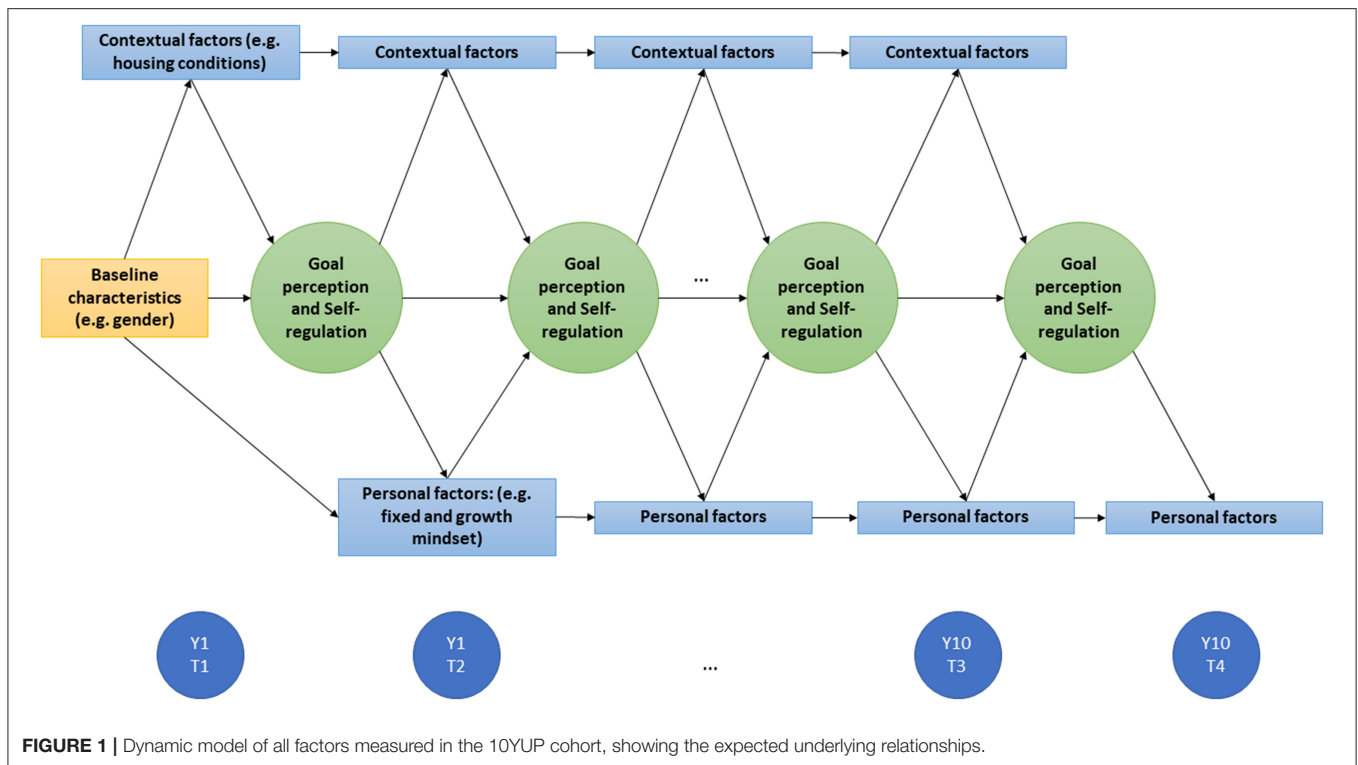 Contextual factors (e.g.
housing conditions)
Contextual factors
Contextual factors
Contextual factors
Baseline
characteristics
(e.g. gender)
Goal
perception
and Self-
regulation
Goal
perception
and Self-
regulation
...
Goal
perception
and Self-
regulation
Goal
perception
and Self-
regulation
Personal factors: (e.g.
fixed and growth
mindset)
Personal factors
Personal factors
Personal factors
Y1
T1
Y1
T2
...
Y10
T3
Y10
T4
FIGURE 1 | Dynamic model of all factors measured in the 10YUP cohort, showing the expected underlying relationships.